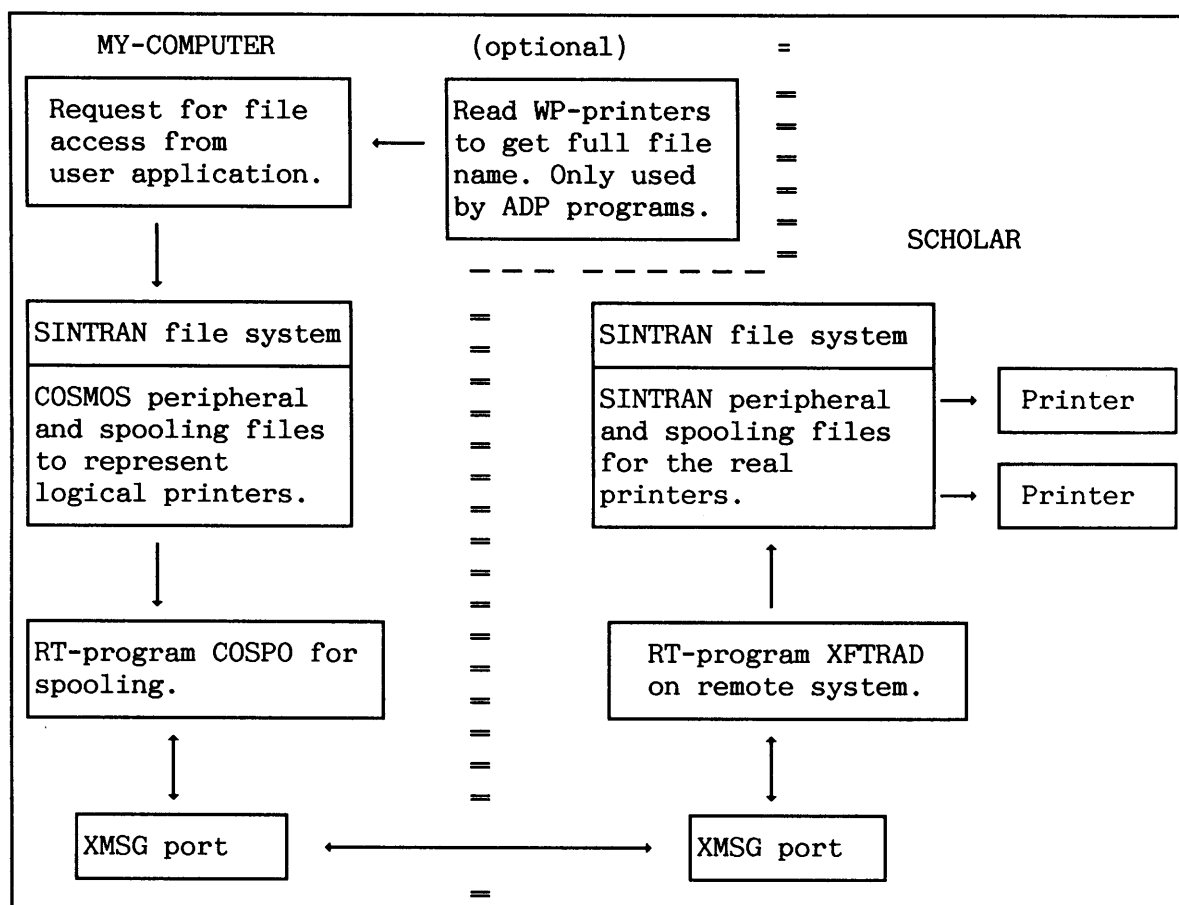 MY-COMPUTER
(optional)
Request for file
access from
user application.
Read WP-printers
to get full file
name. Only used
by ADP programs.
SCHOLAR
SINTRAN file system
COSMOS peripheral
and spooling files
to represent
logical printers.
SINTRAN file system
SINTRAN peripheral
and spooling files
for the real
printers.
Printer
Printer
RT-program COSPO for
spooling.
RT-program XFTRAD
on remote system.
XMSG port
XMSG port